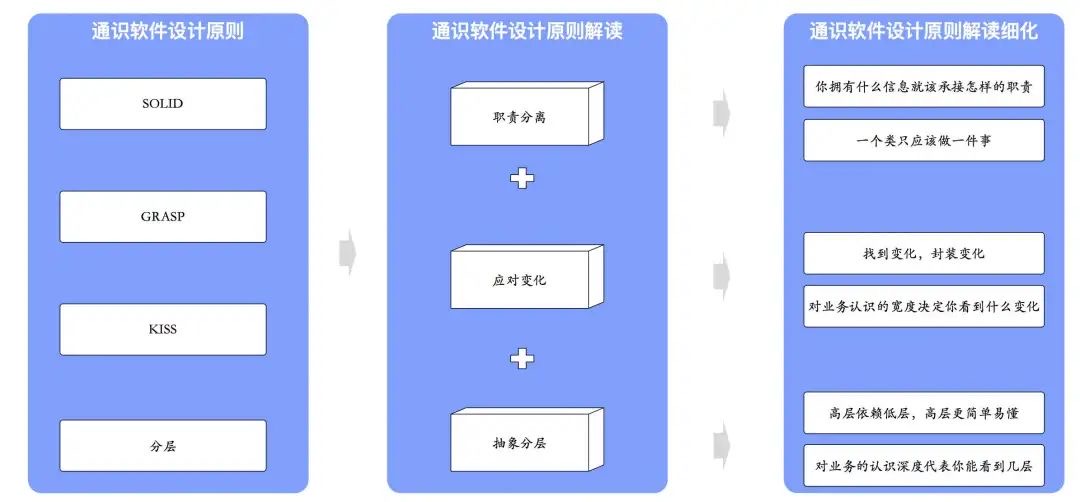 通识软件设计原则
SOLID
GRASP
KISS
分层
通识软件设计原则解读
职责分离
应对变化
抽象分层
通识软件设计原则解读细化
你拥有什么信息就该承接怎样的职责
一个类只应该做一件事
找到变化，封装变化
对业务认识的宽度决定你看到什么变化
高层依赖低层，高层更简单易懂
对业务的认识深度代表你能看到几层